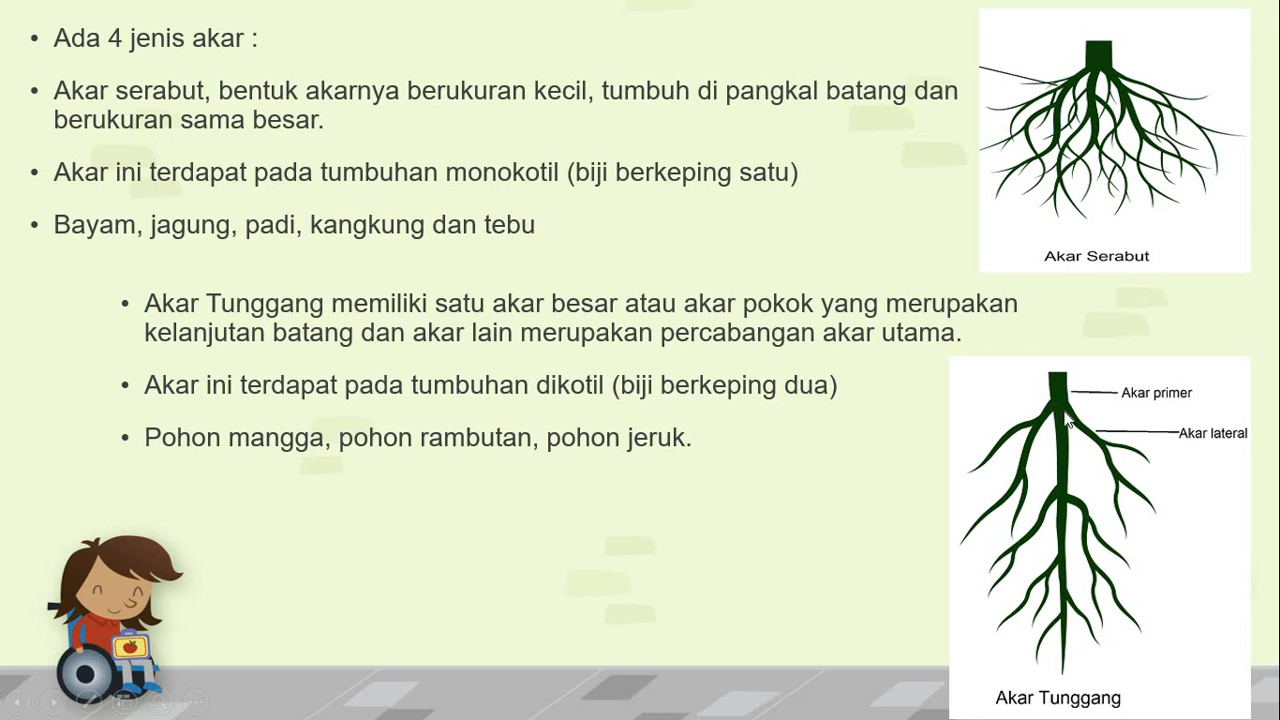 • Ada 4 jenis akar :
• Akar serabut, bentuk akarnya berukuran kecil, tumbuh di pangkal batang dan
berukuran sama besar.
• Akar ini terdapat pada tumbuhan monokotil (biji berkeping satu)
• Bayam, jagung, padi, kangkung dan tebu
Akar Serabut
• Akar Tunggang memiliki satu akar besar atau akar pokok yang merupakan
kelanjutan batang dan akar lain merupakan percabangan akar utama.
• Akar ini terdapat pada tumbuhan dikotil (biji berkeping dua)
• Pohon mangga, pohon rambutan, pohon jeruk.
Akar primer
Akar lateral
Akar Tunggang